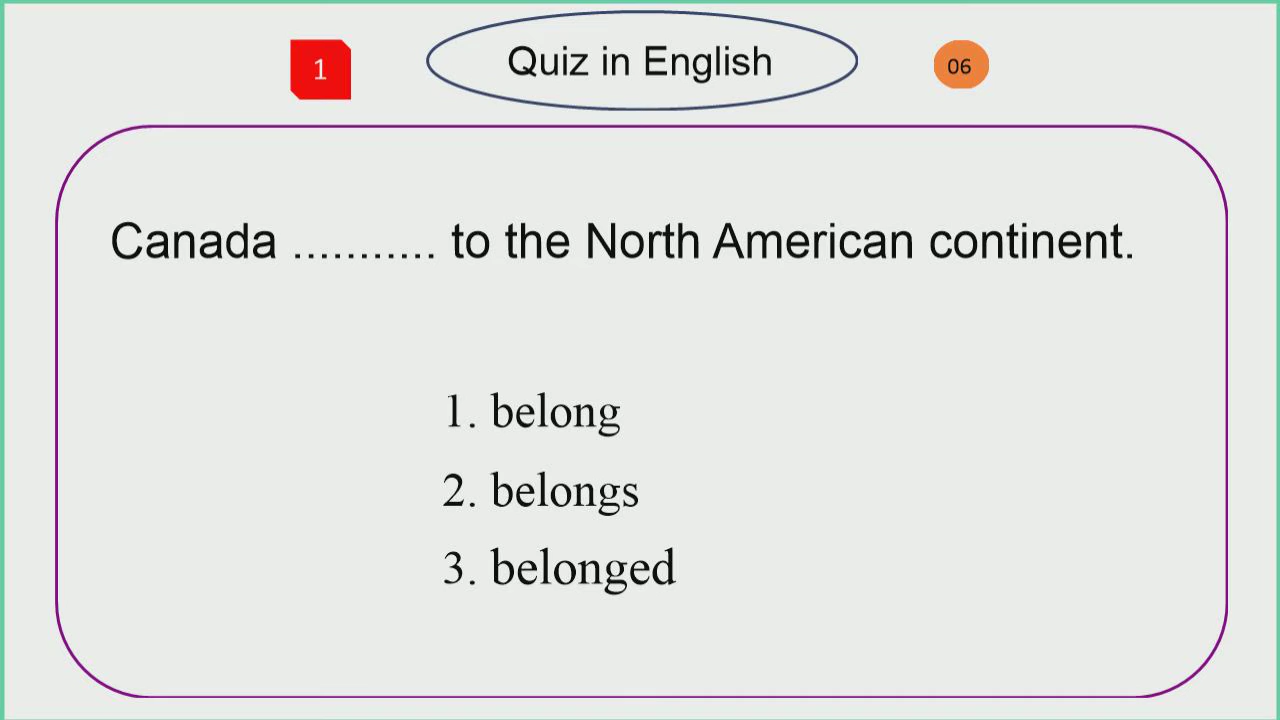 1
Quiz in English
06
Canada ........... to the North American continent.
1. belong
2. belongs
3. belonged